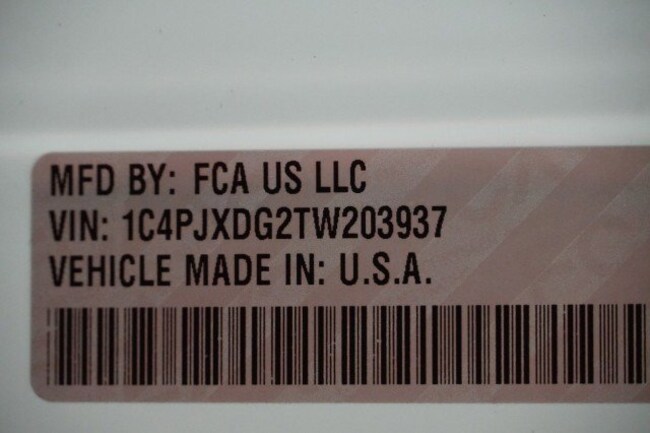 MFD BY: FCA US LLC
VIN: 1C4PJXDG2TW203937
VEHICLE MADE IN: U.S.A.